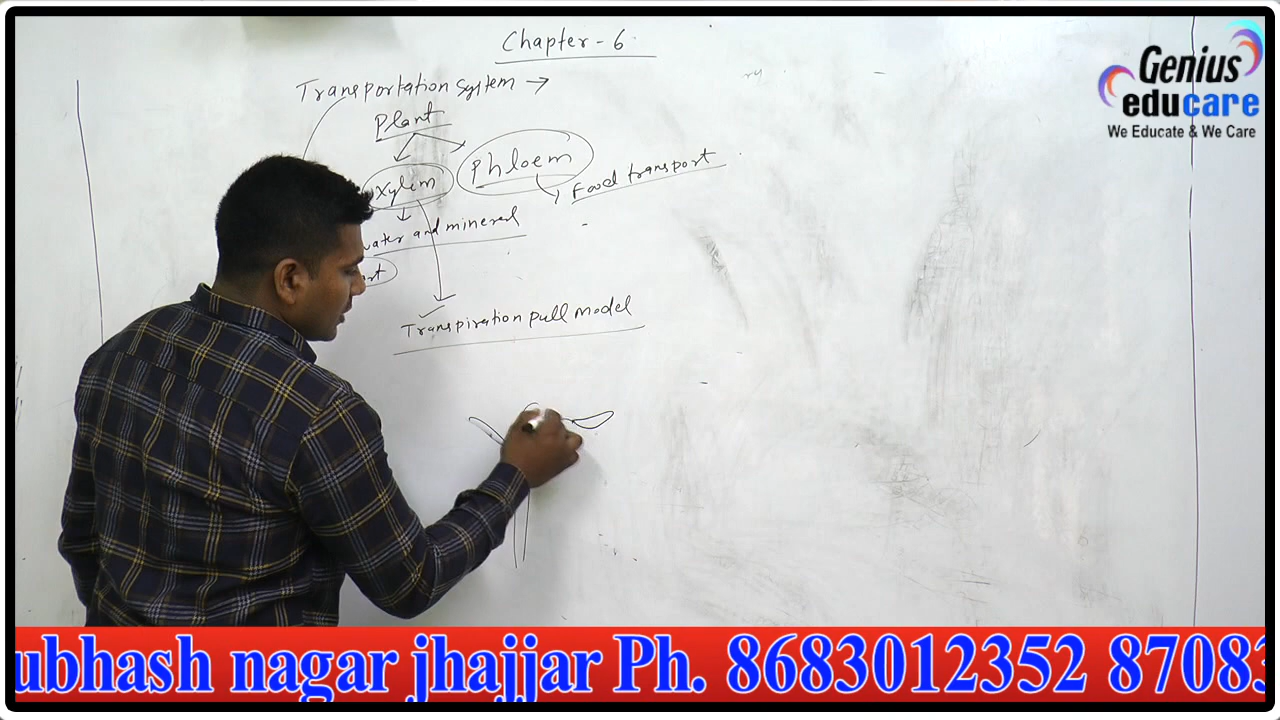 Chapter - 6
Transportation System →
Plant
xylem
Phloem
Food transport
water and mineral
Transpiration pull model
Genius
educare
We Educate & We Care
ubhash nagar jhajjar Ph. 8683012352 8708